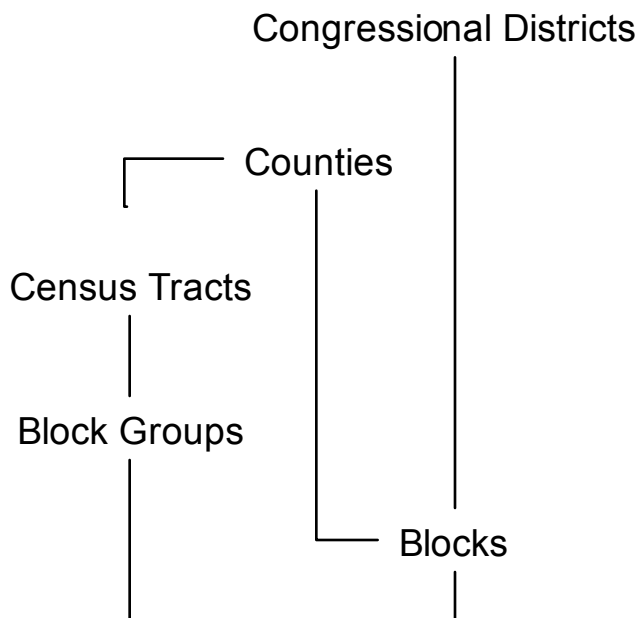 Congressional Districts
Counties
Census Tracts
Block Groups
Blocks